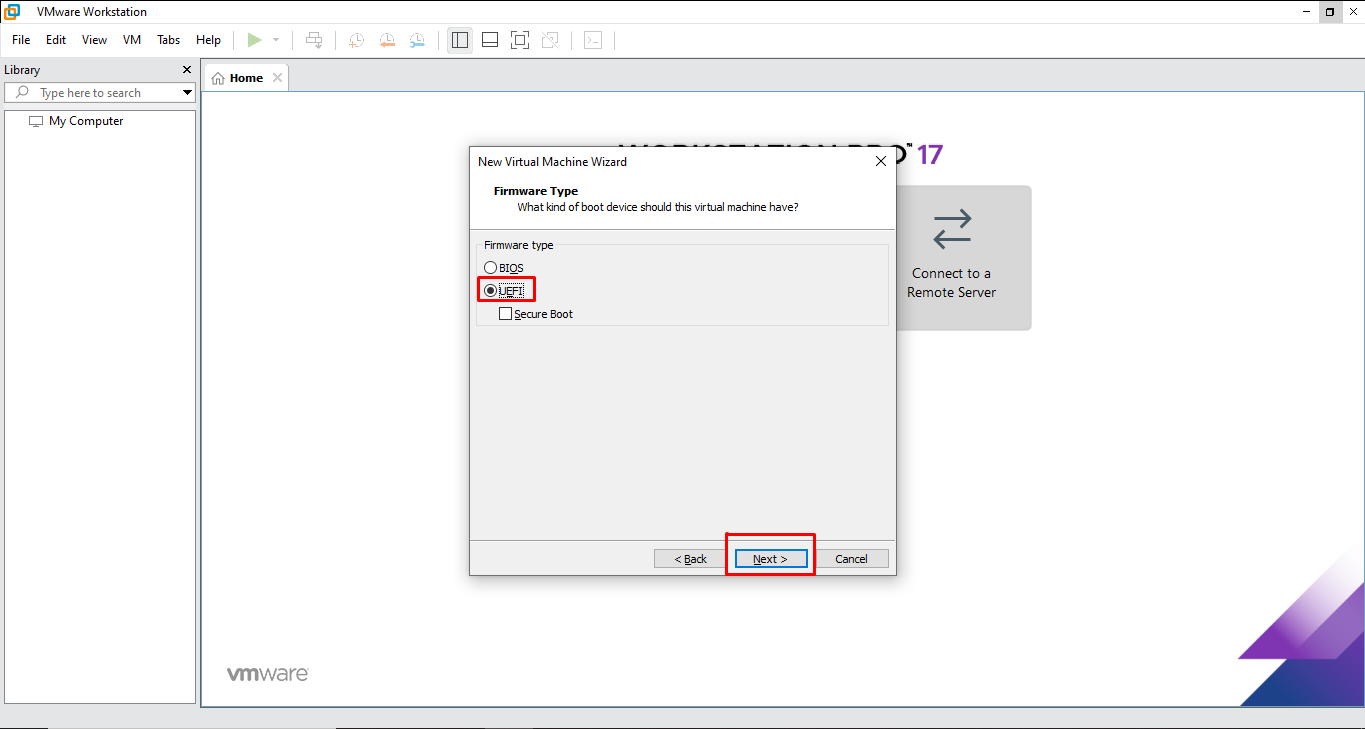 VMware Workstation
File Edit View VM Tabs Help
Library
Type here to search
My Computer
Home
WORKSTATION PRO™ 17
New Virtual Machine Wizard
Firmware Type
What kind of boot device should this virtual machine have?
Firmware type
BIOS
UEFI
Secure Boot
< Back Next > Cancel
Connect to a
Remote Server
vmware